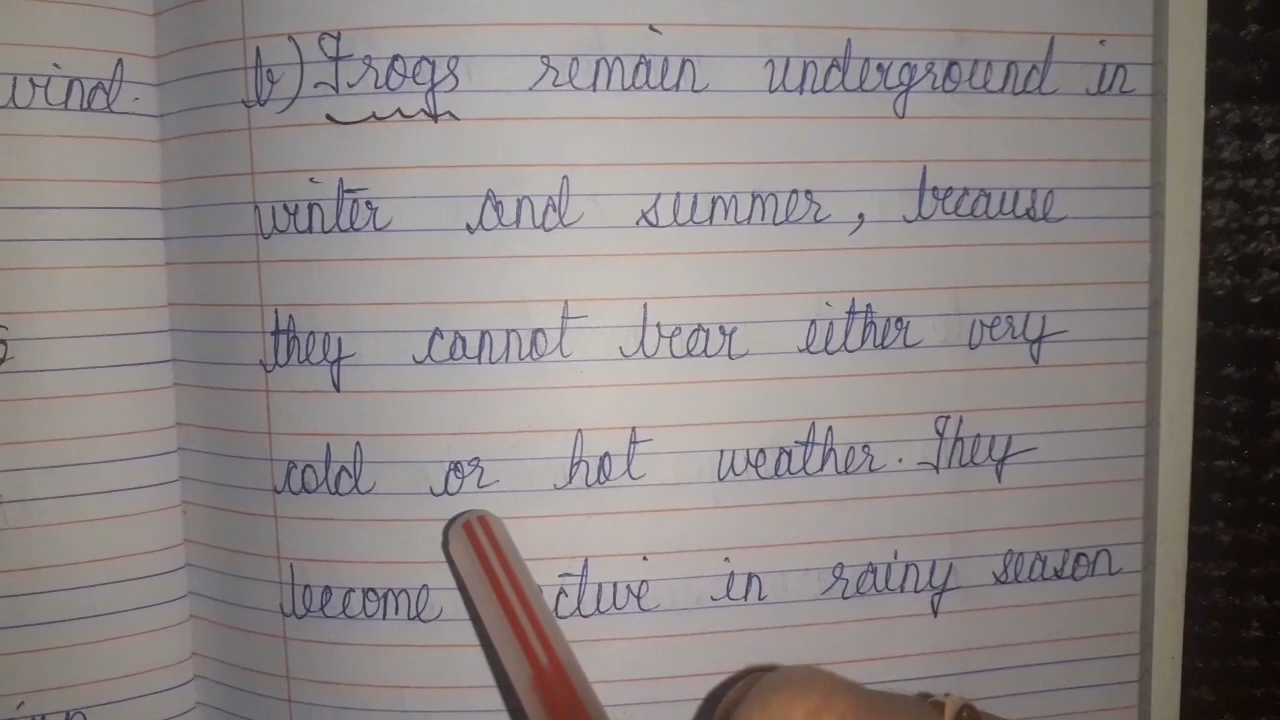 wind.
b) Frogs remain underground in
winter and summer, because
they cannot bear either very
cold or hot weather. They
become in rainy season